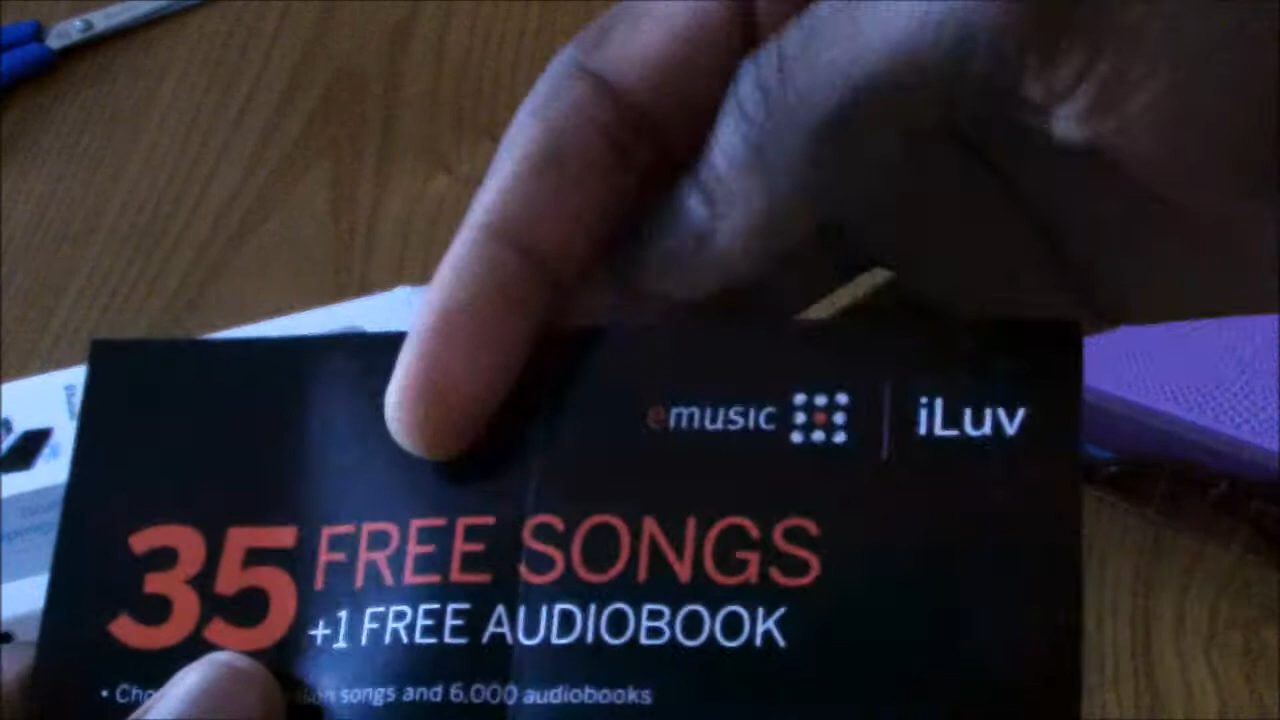 emusic iLuv
35 FREE SONGS
+1 FREE AUDIOBOOK
• songs and 6,000 audiobooks